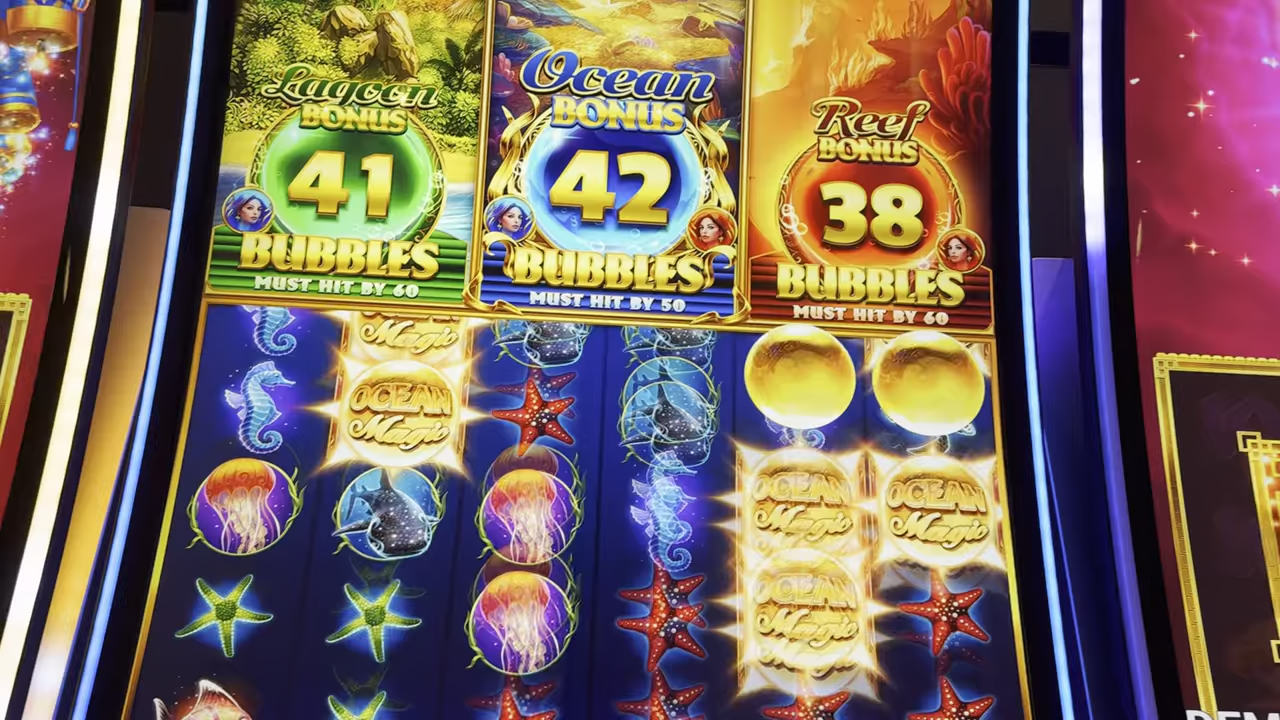 Lagoon
BONUS
41
BUBBLES
MUST HIT BY 60
Ocean
BONUS
42
BUBBLES
MUST HIT BY 50
Reef
BONUS
38
BUBBLES
MUST HIT BY 60
OCEAN
Magic
OCEAN
Magic
OCEAN
Magic
OCEAN
Magic
OCEAN
Magic